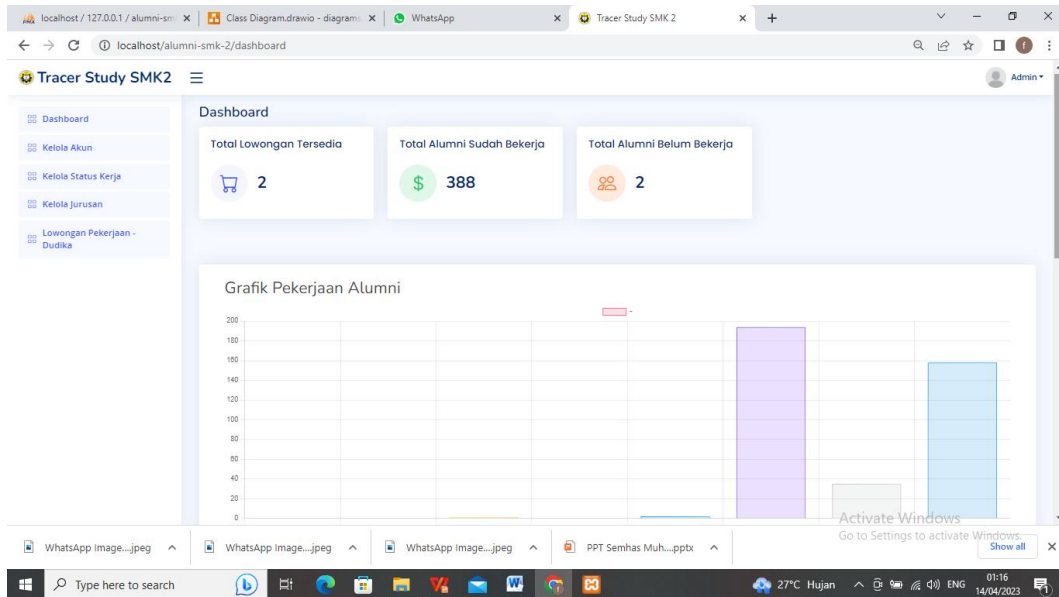 localhost / 127.0.0.1 / alumni-sm
Class Diagram.drawio - diagrams
WhatsApp
Tracer Study SMK 2
localhost/alumni-smk-2/dashboard
f
Tracer Study SMK2
Admin
Dashboard
Kelola Akun
Kelola Status Kerja
Kelola Jurusan
Lowongan Pekerjaan -
Dudika
Dashboard
Total Lowongan Tersedia
2
Total Alumni Sudah Bekerja
$ 388
Total Alumni Belum Bekerja
2
Grafik Pekerjaan Alumni
-
200
180
160
140
120
100
80
60
40
20
0
Activate Windows
Go to Settings to activate Windows.
WhatsApp Image....jpeg
WhatsApp Image....jpeg
WhatsApp Image....jpeg
PPT Semhas Muh....pptx
Show all
Type here to search
27°C Hujan
ENG
01:16
14/04/2023